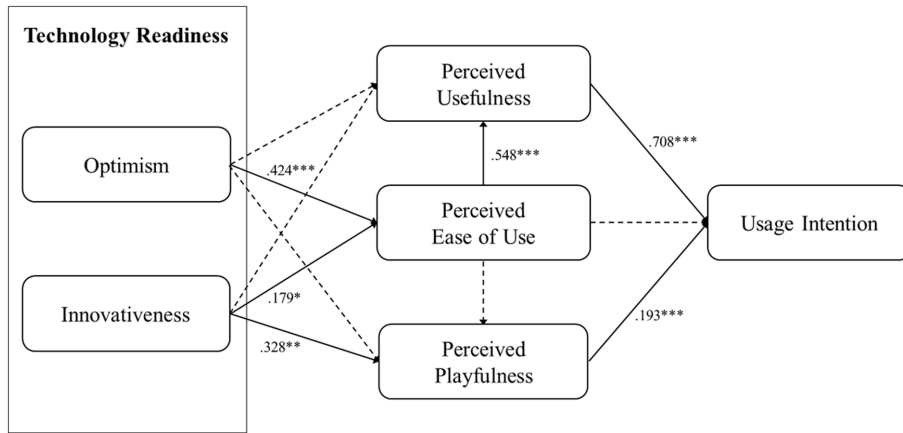 Technology Readiness
Optimism
Innovativeness
Perceived
Usefulness
Perceived
Ease of Use
Perceived
Playfulness
Usage Intention
.424***
.179*
.328**
.548***
.708***
.193***